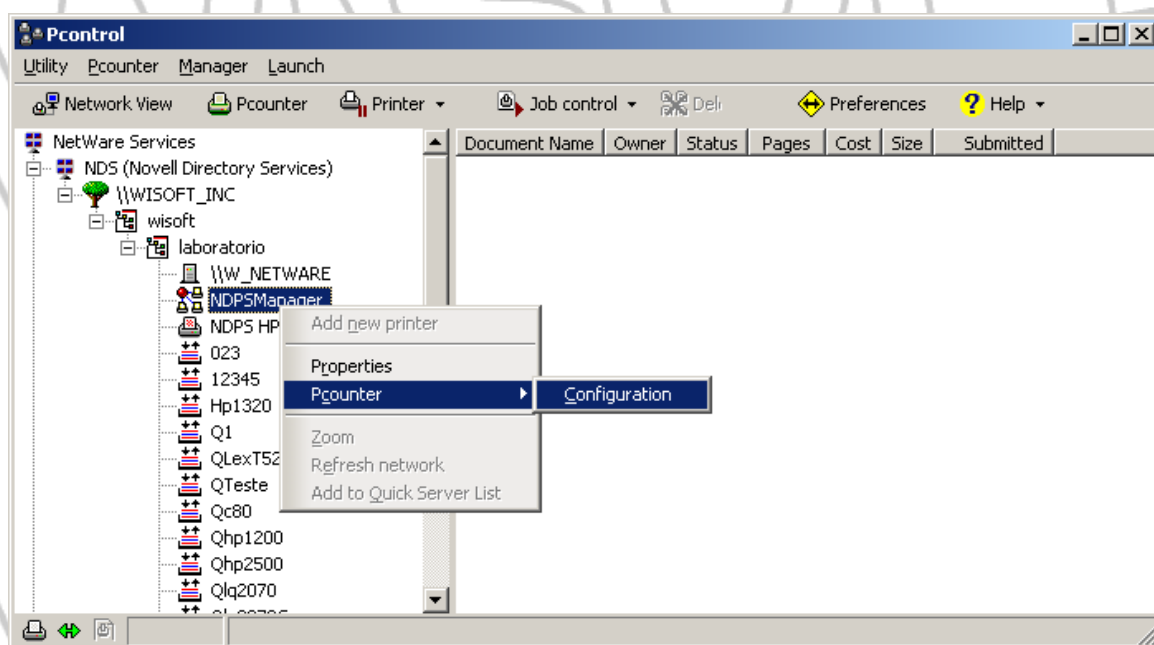 Pcontrol
Utility Pcounter Manager Launch
Network View Pcounter Printer Job control Preferences Help
NetWare Services
Document Name Owner Status Pages Cost Size Submitted
NDS (Novell Directory Services)
\\WISOFT_INC
wisoft
laboratorio
\\W_NETWARE
NDPSManager
NDPS HP
Add new printer
023
Properties
12345
Pcounter Configuration
Hp1320
Q1
Zoom
QLexT52
Refresh network
QTeste
Add to Quick Server List
Qc80
Qhp1200
Qhp2500
Qlq2070